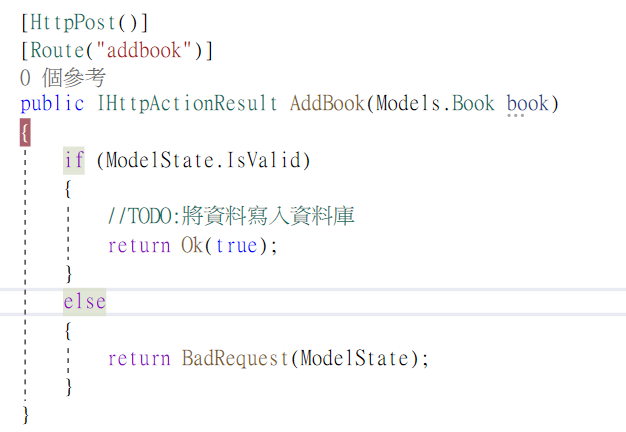 [HttpPost()]
[Route("addbook")]
0 個參考
public IHttpActionResult AddBook(Models.Book book)
{
if (ModelState.IsValid)
{
//TODO:將資料寫入資料庫
return Ok(true);
}
else
{
return BadRequest(ModelState);
}
}